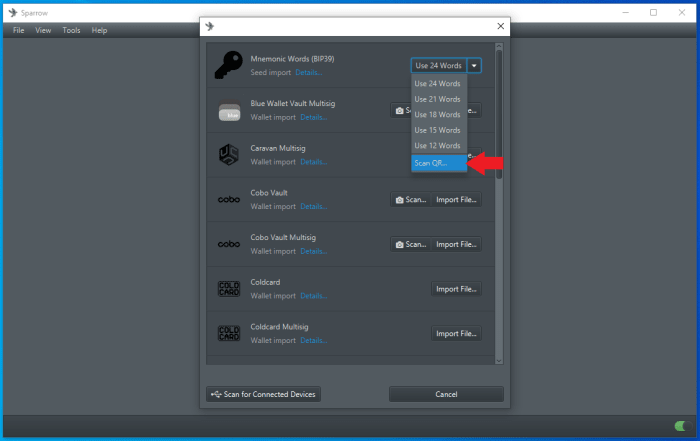 Sparrow
File View Tools Help
Mnemonic Words (BIP39)
Seed import Details...
Use 24 Words
Use 24 Words
Use 21 Words
Use 18 Words
Use 15 Words
Use 12 Words
Scan QR...
blue
Blue Wallet Vault Multisig
Wallet import Details...
Caravan Multisig
Wallet import Details...
cobo
Cobo Vault
Wallet import Details...
Scan... Import File...
cobo
Cobo Vault Multisig
Wallet import Details...
Scan... Import File...
COLD
CARD
Coldcard
Wallet import Details...
Import File...
COLD
CARD
Coldcard Multisig
Wallet import Details...
Import File...
Scan for Connected Devices
Cancel